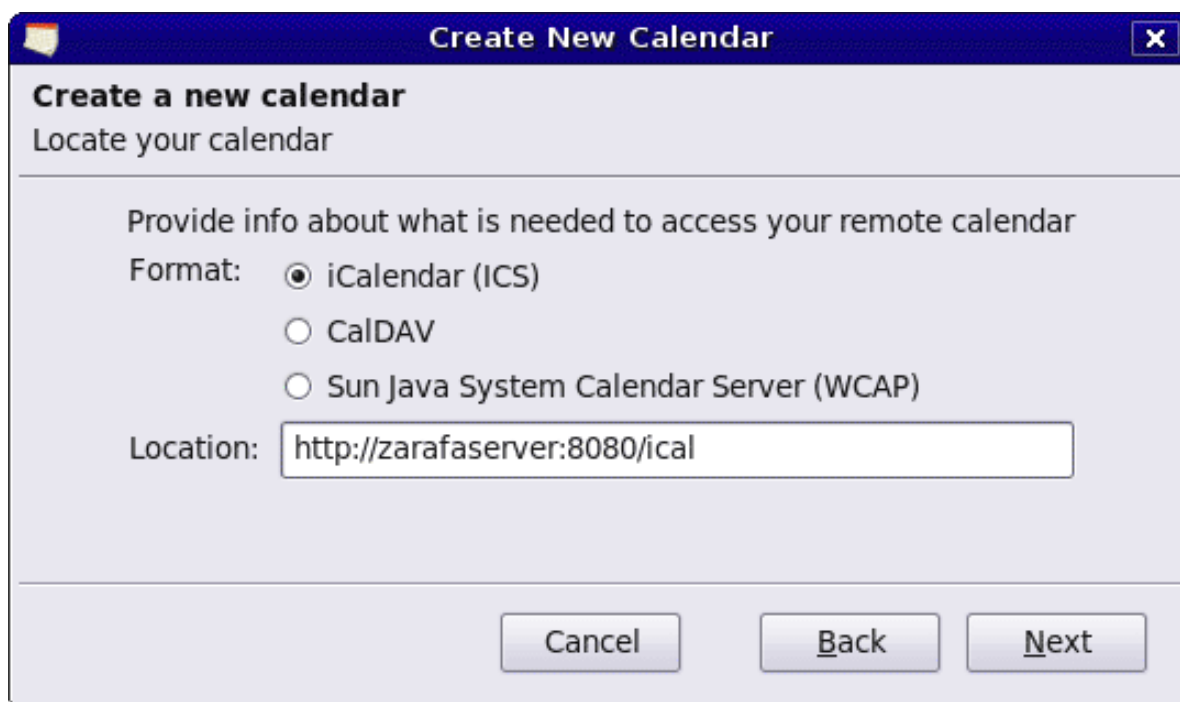 Create New Calendar
Create a new calendar
Locate your calendar
Provide info about what is needed to access your remote calendar
Format: iCalendar (ICS)
CalDAV
Sun Java System Calendar Server (WCAP)
Location: http://zarafaserver:8080/ical
Cancel Back Next